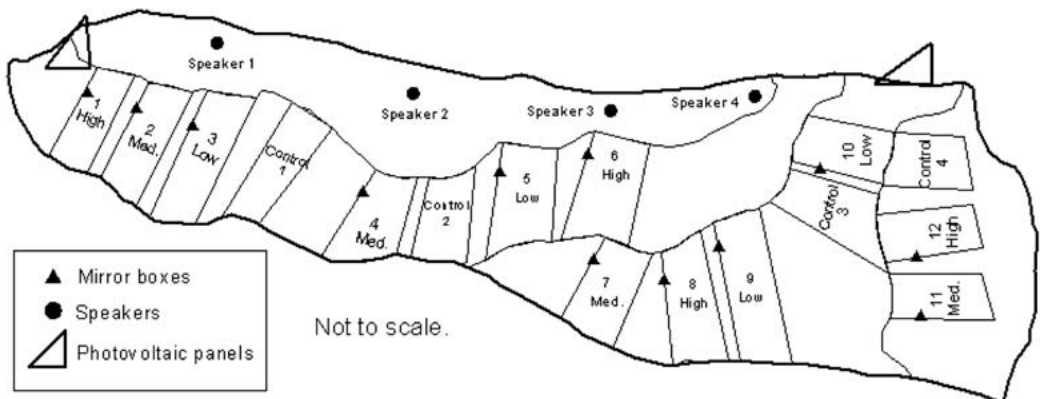 Speaker 1
Speaker 2
Speaker 3
Speaker 4
1
High
2
Med.
3
Low
Control
1
4
Med.
Control
2
5
Low
6
High
7
Med.
8
High
9
Low
10
Low
Control
3
Control
4
12
High
11
Med.
Mirror boxes
Speakers
Photovoltaic panels
Not to scale.